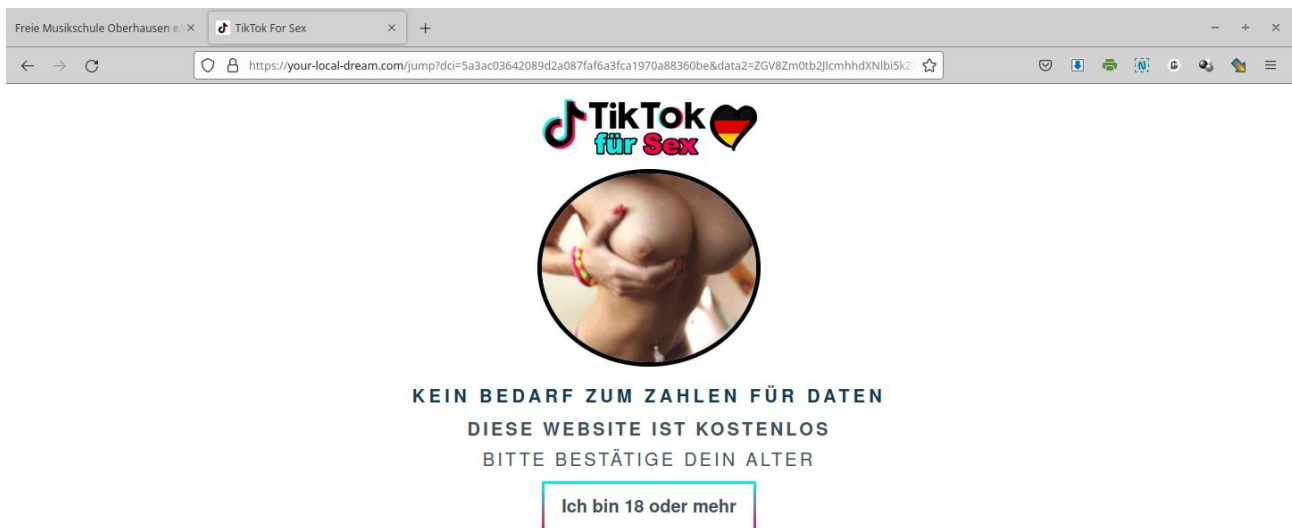 Freie Musikschule Oberhausen e.V
TikTok For Sex
https://your-local-dream.com/jump?dci=5a3ac03642089d2a087faf6a3fca1970a88360be&data2=ZGV8Zm0tb2JlcmhhdXNlbi5kZ
TikTok
für Sex
KEIN BEDARF ZUM ZAHLEN FÜR DATEN
DIESE WEBSITE IST KOSTENLOS
BITTE BESTÄTIGE DEIN ALTER
Ich bin 18 oder mehr